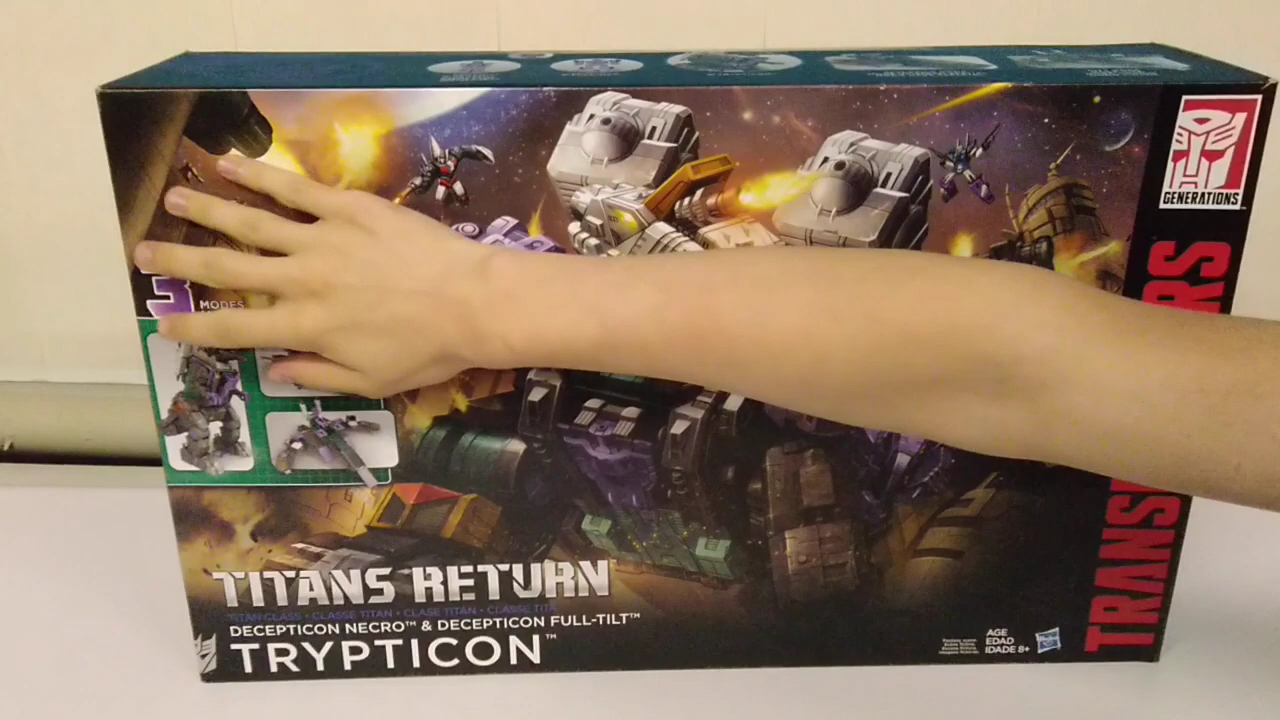 GENERATIONS
3 MODES
TITANS RETURN
TITAN CLASS • CLASSE TITAN • CLASE TITAN • CLASSE TITA
DECEPTICON NECRO™ & DECEPTICON FULL-TILT™
TRYPTICON™
AGE
EDAD
IDADE 8+
TRANS
RS